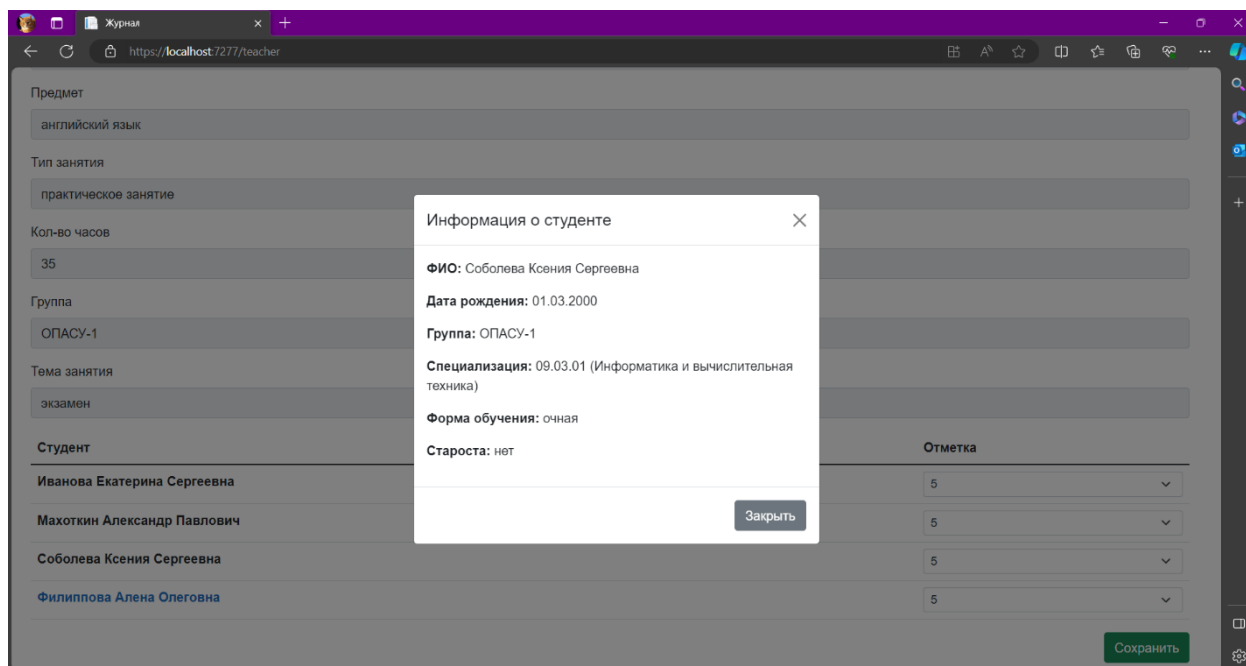 Журнал
https://localhost:7277/teacher
Предмет
английский язык
Тип занятия
практическое занятие
Кол-во часов
35
Группа
ОПАСУ-1
Тема занятия
экзамен
Студент Отметка
Иванова Екатерина Сергеевна 5
Махоткин Александр Павлович 5
Соболева Ксения Сергеевна 5
Филиппова Алена Олеговна 5
Сохранить
Информация о студенте
ФИО: Соболева Ксения Сергеевна
Дата рождения: 01.03.2000
Группа: ОПАСУ-1
Специализация: 09.03.01 (Информатика и вычислительная
техника)
Форма обучения: очная
Староста: нет
Закрыть